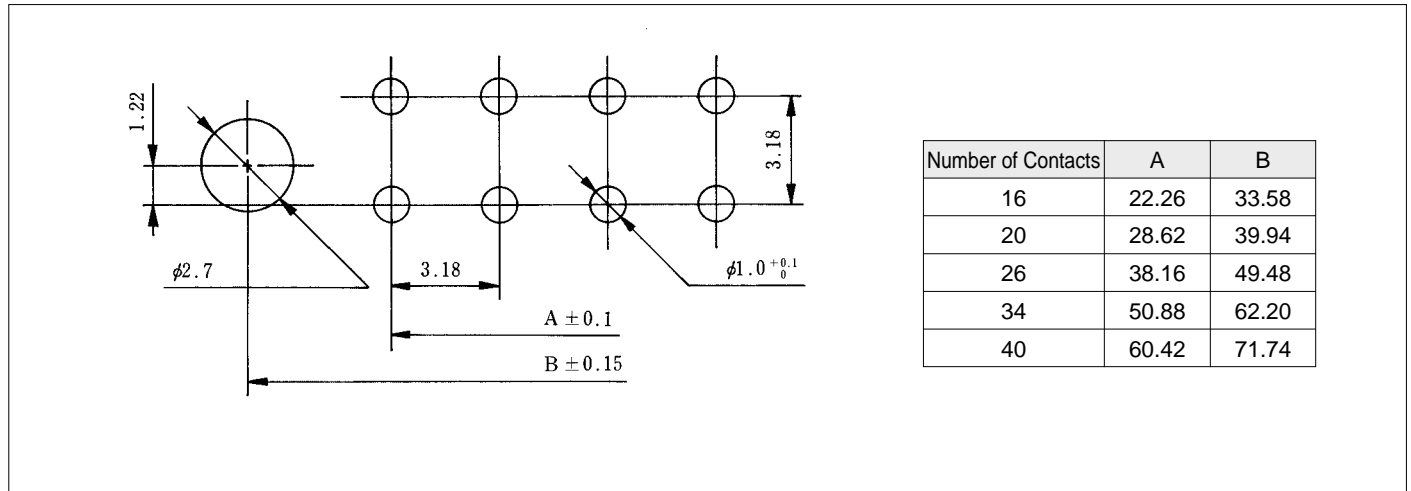 1.22
3.18
φ2.7
3.18
φ1.0 +0.1 0
A ±0.1
B ±0.15
Number of Contacts A B
16 22.26 33.58
20 28.62 39.94
26 38.16 49.48
34 50.88 62.20
40 60.42 71.74